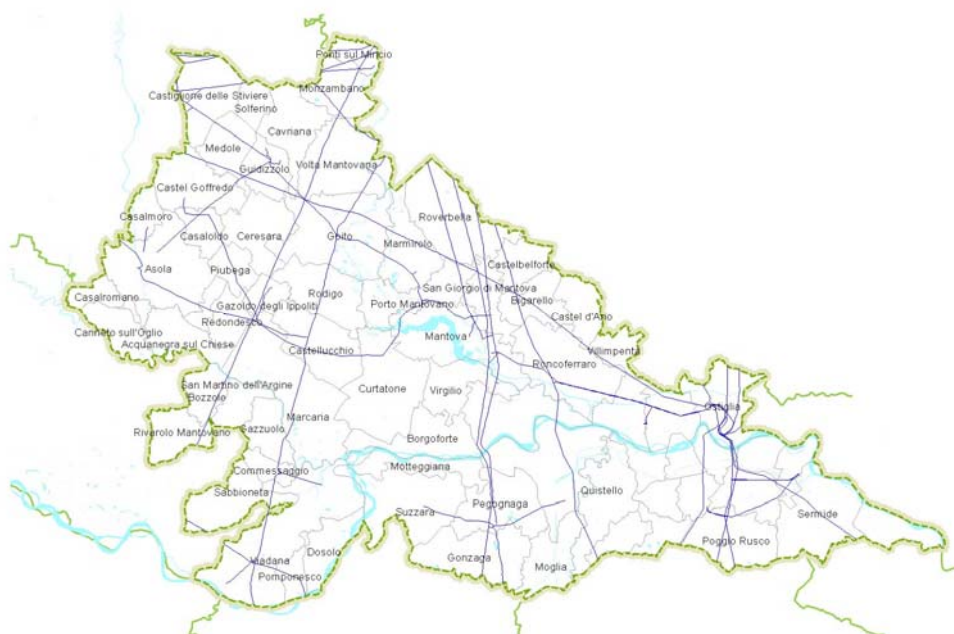 Ponti sul Mincio
Monzambano
Castiglione delle Stiviere
Solferino
Cavriana
Medole
Guidizzolo
Volta Mantovana
Castel Goffredo
Roverbella
Casalmoro
Casaloldo
Ceresara
Goito
Marmirolo
Castelbelforte
Asola
Piubega
San Giorgio di Mantova
Casalromano
Gazoldo degli Ippoliti
Rodigo
Porto Mantovano
Bigarello
Redondesco
Castel d'Ario
Canneto sull'Oglio
Acquanegra sul Chiese
Mantova
Castellucchio
Villimpenta
Roncoferraro
San Martino dell'Argine
Curtatone
Virgilio
Bozzolo
Ostiglia
Marcaria
Rivarolo Mantovano
Gazzuolo
Borgoforte
Commessaggio
Motteggiana
Sabbioneta
Quistello
Pegognaga
Suzzara
Sermide
Poggio Rusco
Dosolo
Gonzaga
Viadana
Moglia
Pomponesco